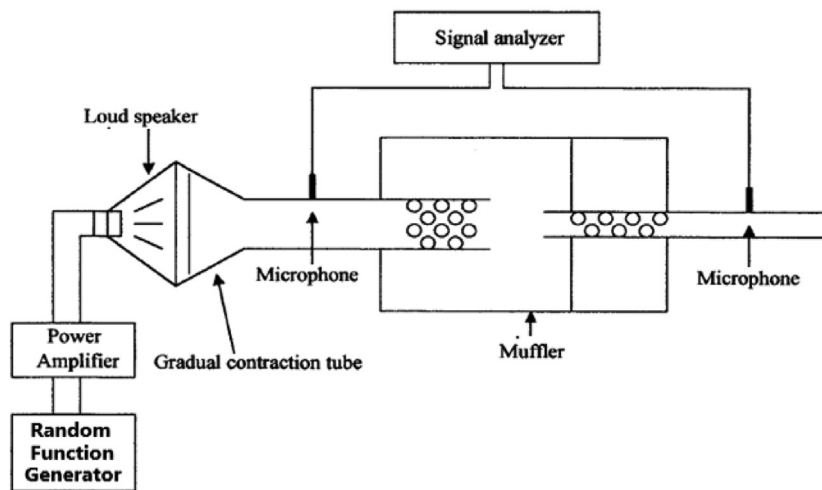 Signal analyzer
Loud speaker
Microphone
Microphone
Muffler
Gradual contraction tube
Power
Amplifier
Random
Function
Generator